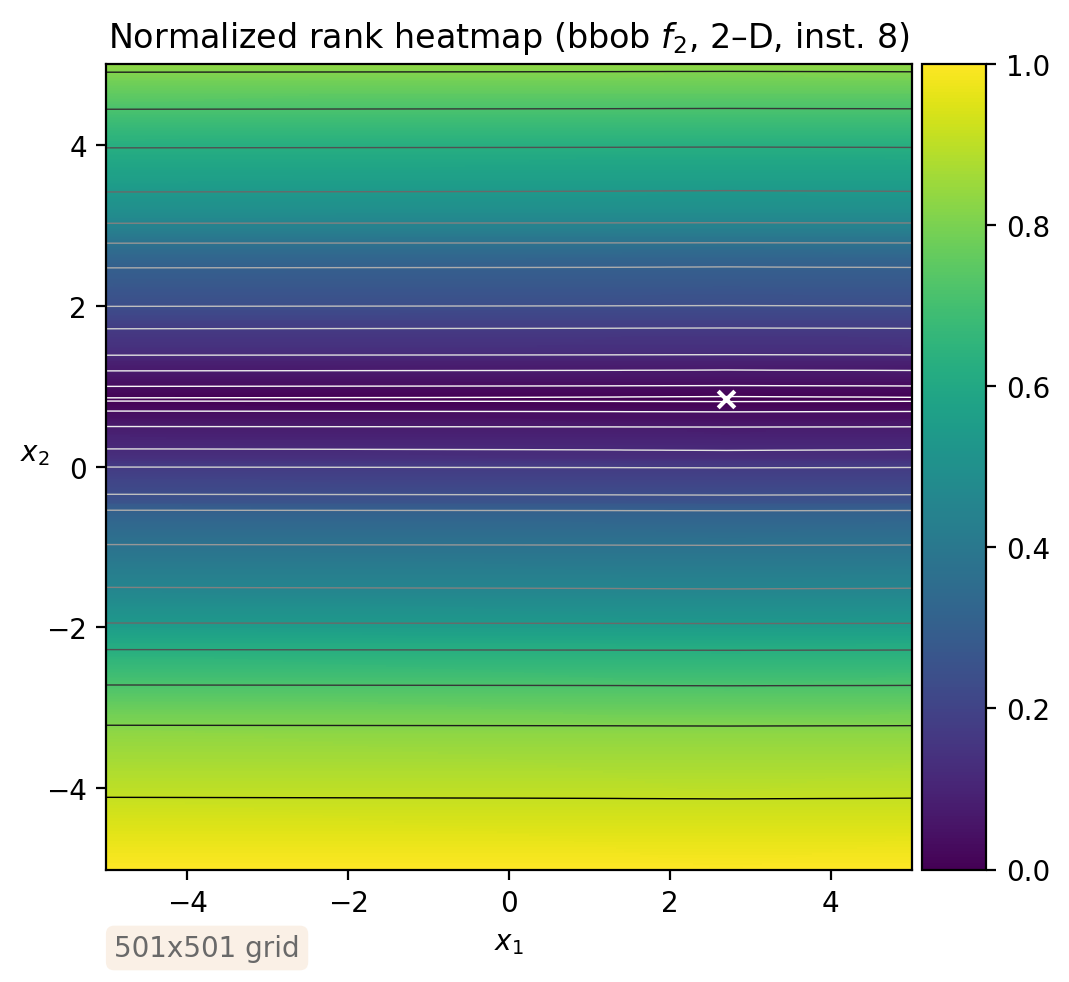 Normalized rank heatmap (bbob f₂, 2–D, inst. 8)
1.0
0.8
0.6
0.4
0.2
0.0
4
2
0
−2
−4
x₂
−4 −2 0 2 4
x₁
501x501 grid